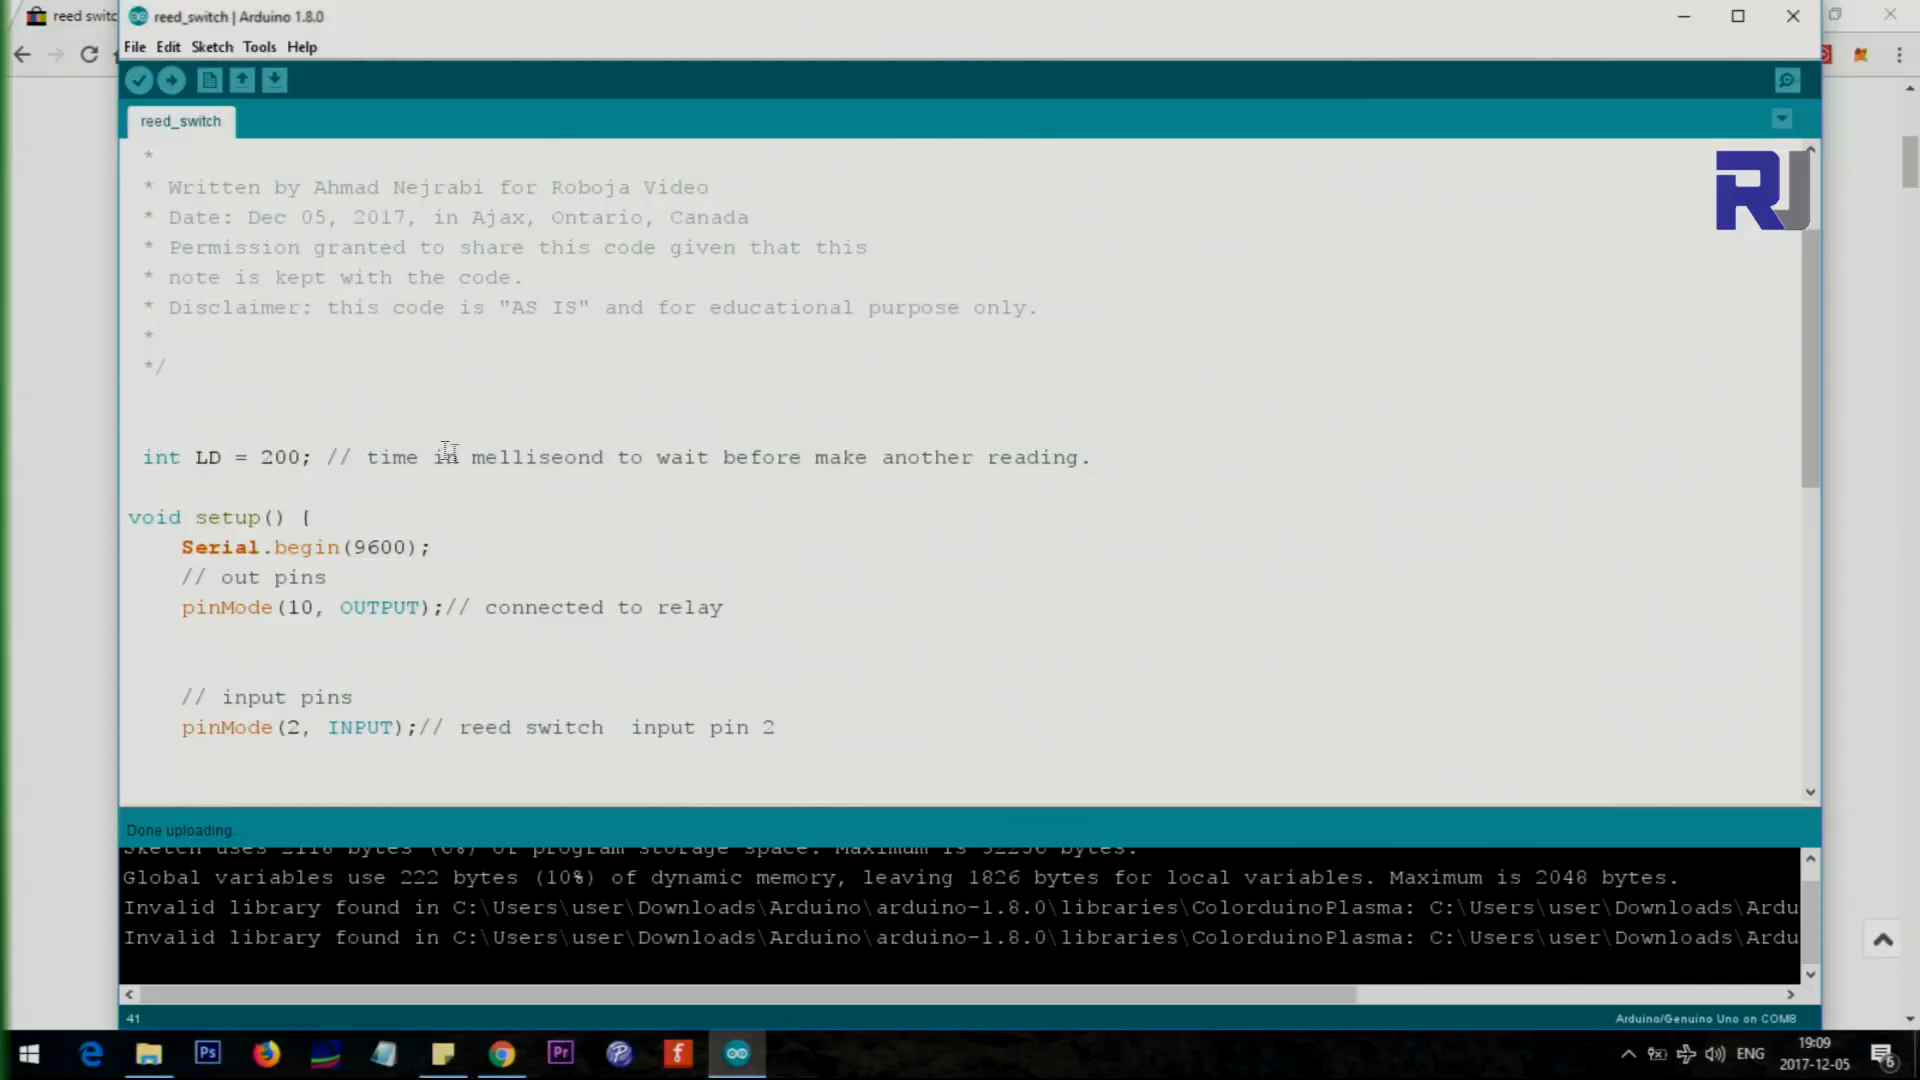 reed switc
reed_switch | Arduino 1.8.0
File Edit Sketch Tools Help
reed_switch
RJ
*
* Written by Ahmad Nejrabi for Roboja Video
* Date: Dec 05, 2017, in Ajax, Ontario, Canada
* Permission granted to share this code given that this
* note is kept with the code.
* Disclaimer: this code is "AS IS" and for educational purpose only.
*
*/
int LD = 200; // time in melliseond to wait before make another reading.
void setup() {
Serial.begin(9600);
// out pins
pinMode(10, OUTPUT);// connected to relay
// input pins
pinMode(2, INPUT);// reed switch  input pin 2
Done uploading.
Sketch uses 2116 bytes (6%) of program storage space. Maximum is 32256 bytes.
Global variables use 222 bytes (10%) of dynamic memory, leaving 1826 bytes for local variables. Maximum is 2048 bytes.
Invalid library found in C:\Users\user\Downloads\Arduino\arduino-1.8.0\libraries\ColorduinoPlasma: C:\Users\user\Downloads\Ardu
Invalid library found in C:\Users\user\Downloads\Arduino\arduino-1.8.0\libraries\ColorduinoPlasma: C:\Users\user\Downloads\Ardu
41
Arduino/Genuino Uno on COM8
Ps
Pr
ENG
19:09
2017-12-05
6